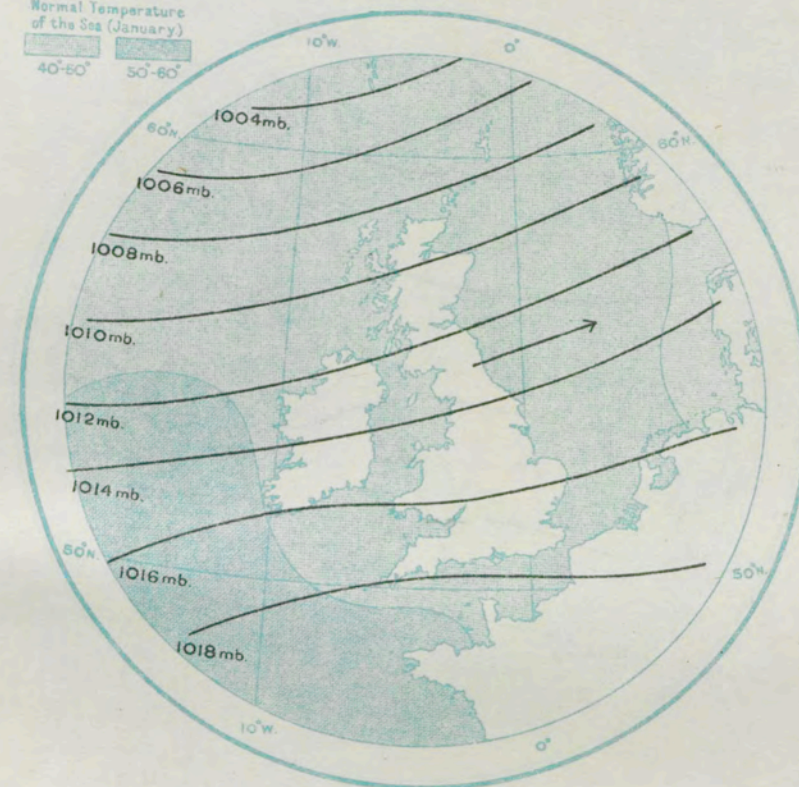 Normal Temperature
of the Sea (January)
40°-50° 50°-60°
10°W. 0°
60°N. 60°N.
1004mb.
1006mb.
1008mb.
1010mb.
1012mb.
1014mb.
50°N. 50°N.
1016mb.
1018mb.
10°W. 0°